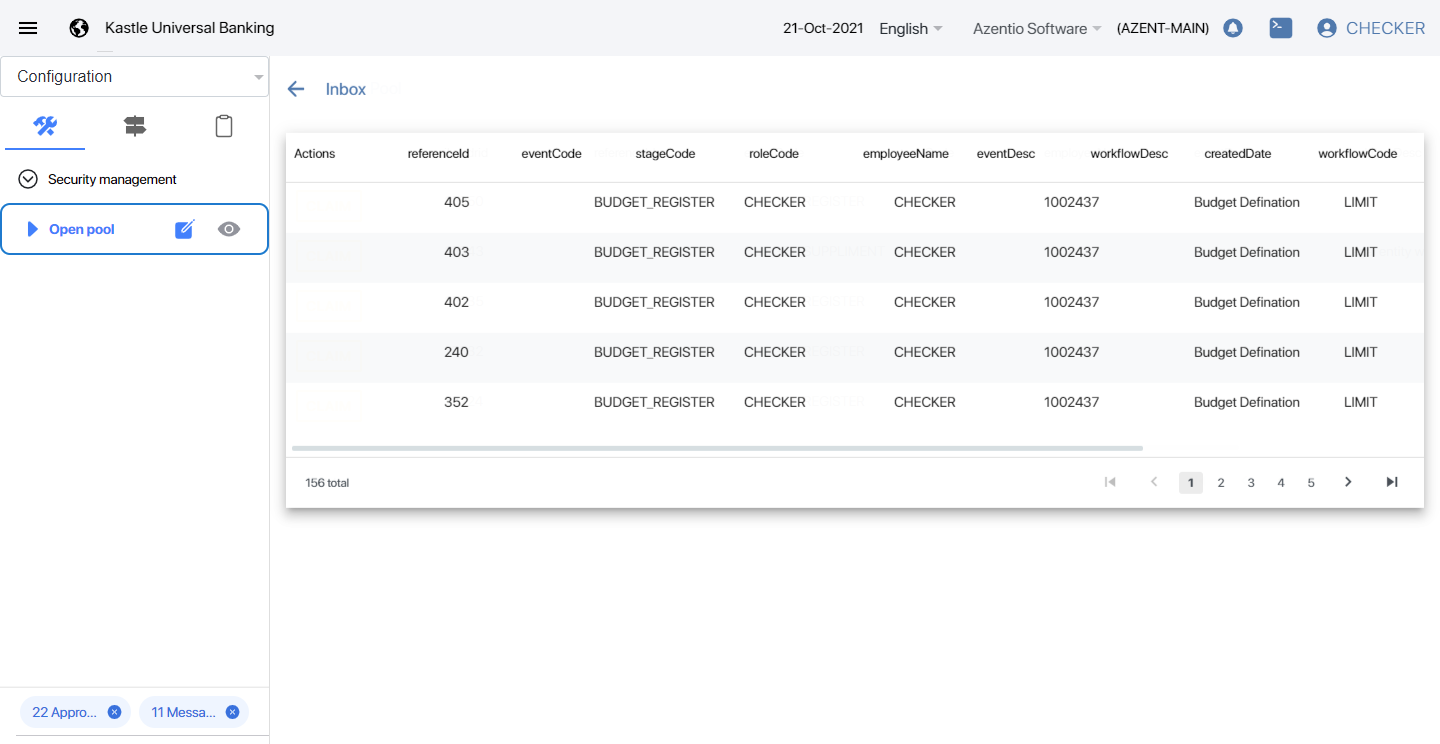 Kastle Universal Banking 21-Oct-2021 English Azentio Software (AZENT-MAIN) CHECKER
Configuration
Inbox
Security management
Open pool
Actions referenceId eventCode stageCode roleCode employeeName eventDesc workflowDesc createdDate workflowCode
405 BUDGET_REGISTER CHECKER CHECKER 1002437 Budget Defination LIMIT
403 BUDGET_REGISTER CHECKER CHECKER 1002437 Budget Defination LIMIT
402 BUDGET_REGISTER CHECKER CHECKER 1002437 Budget Defination LIMIT
240 BUDGET_REGISTER CHECKER CHECKER 1002437 Budget Defination LIMIT
352 BUDGET_REGISTER CHECKER CHECKER 1002437 Budget Defination LIMIT
156 total 1 2 3 4 5
22 Appro... 11 Messa...